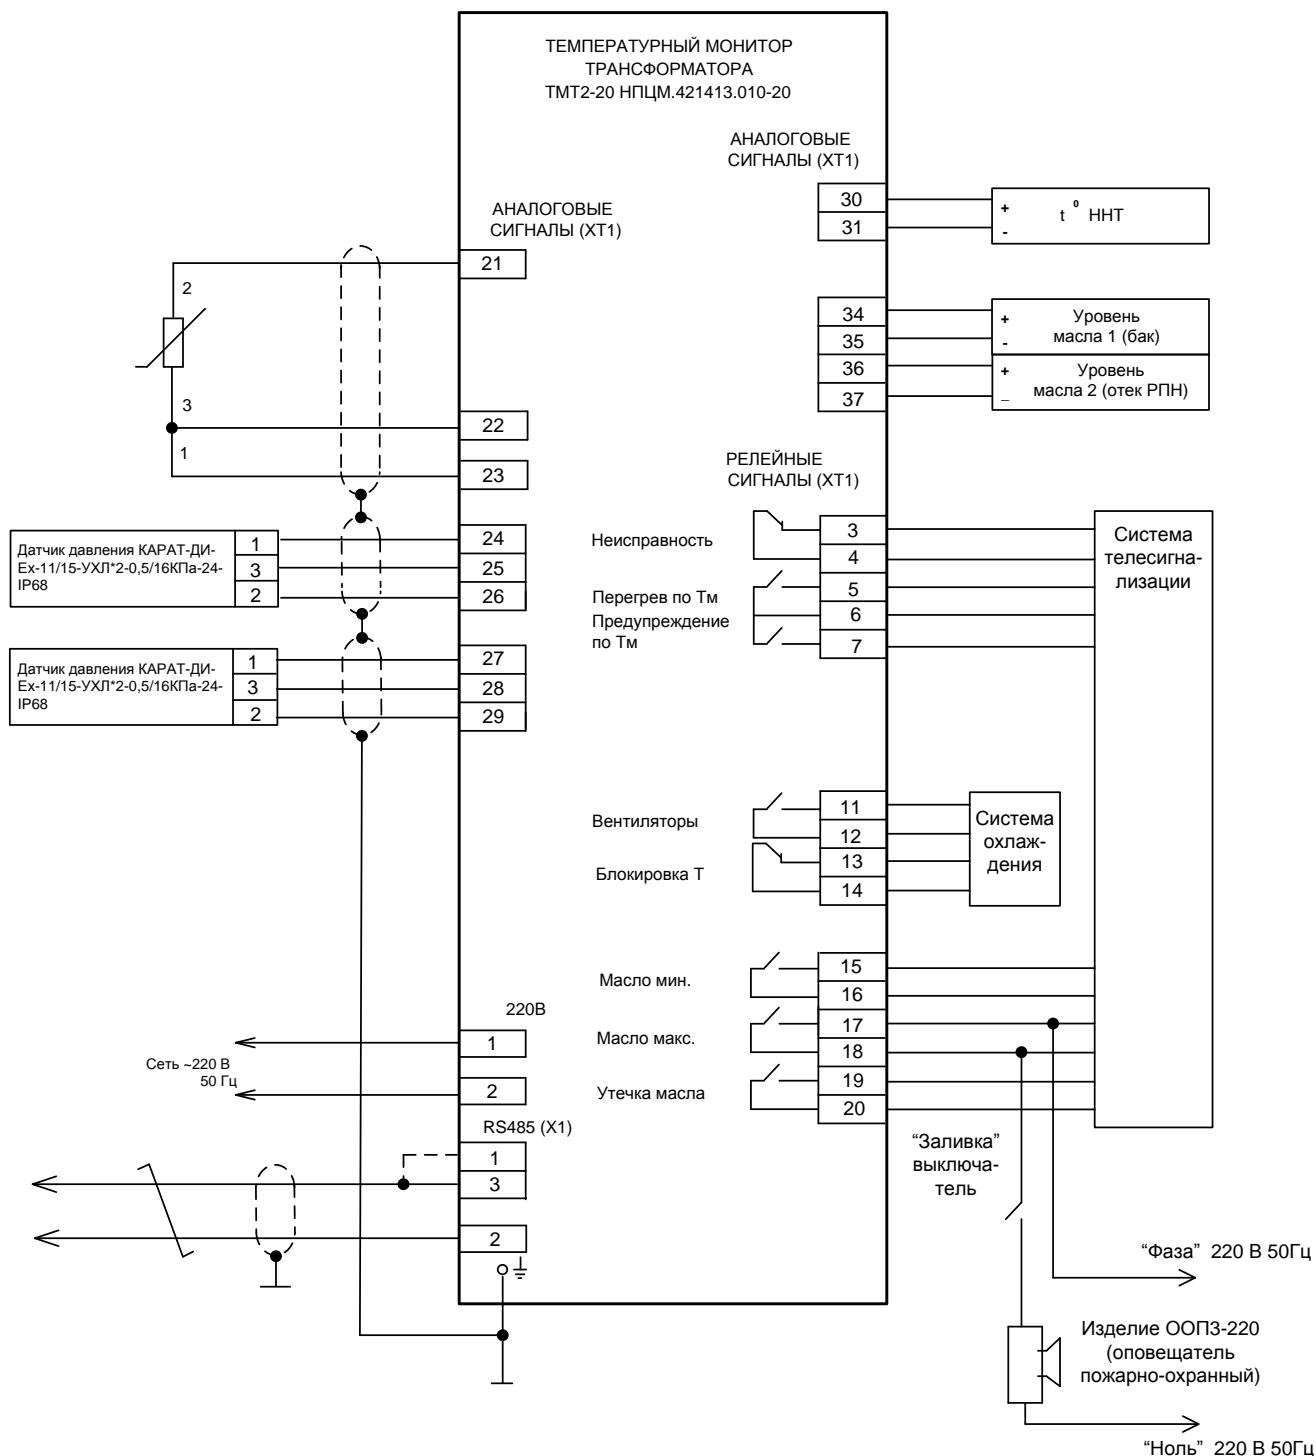 ТЕМПЕРАТУРНЫЙ МОНИТОР
ТРАНСФОРМАТОРА
ТМТ2-20 НПЦМ.421413.010-20
АНАЛОГОВЫЕ
СИГНАЛЫ (XT1)
21
22
23
24
25
26
27
28
29
2
3
1
Датчик давления КАРАТ-ДИ-
Ех-11/15-УХЛ*2-0,5/16КПа-24-
IP68
1
3
2
Датчик давления КАРАТ-ДИ-
Ех-11/15-УХЛ*2-0,5/16КПа-24-
IP68
1
3
2
220В
1
2
Сеть ~220 В
50 Гц
RS485 (X1)
1
3
2
АНАЛОГОВЫЕ
СИГНАЛЫ (XT1)
30
31
+
-
t 0 ННТ
34
35
36
37
+
-
Уровень
масла 1 (бак)
+
_
Уровень
масла 2 (отек РПН)
РЕЛЕЙНЫЕ
СИГНАЛЫ (XT1)
Неисправность
3
4
Перегрев по Тм
5
6
Предупреждение
по Тм
7
Система
телесигна-
лизации
Вентиляторы
11
12
Блокировка Т
13
14
Система
охлаж-
дения
Масло мин.
15
16
Масло макс.
17
18
Утечка масла
19
20
“Заливка”
выключа-
тель
“Фаза” 220 В 50Гц
Изделие ООПЗ-220
(оповещатель
пожарно-охранный)
“Ноль” 220 В 50Гц